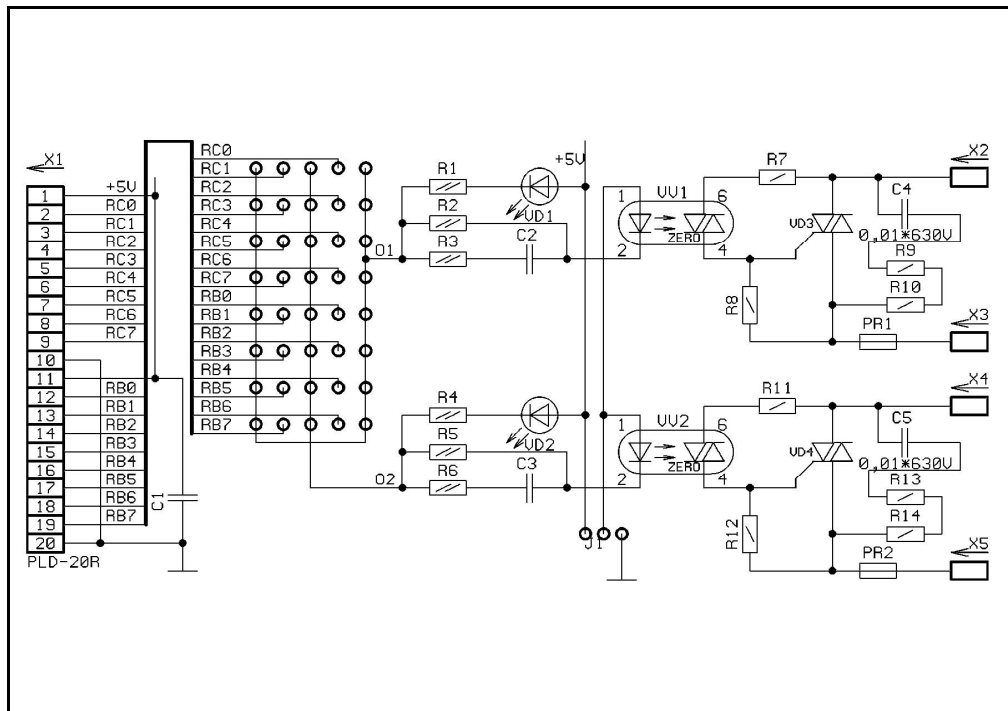 X1
1
2
3
4
5
6
7
8
9
10
11
12
13
14
15
16
17
18
19
20
PLD-20R
+5V
RC0
RC1
RC2
RC3
RC4
RC5
RC6
RC7
RB0
RB1
RB2
RB3
RB4
RB5
RB6
RB7
C1
RC0
RC1
RC2
RC3
RC4
RC5
RC6
RC7
RB0
RB1
RB2
RB3
RB4
RB5
RB6
RB7
O1
R1
R2
R3
VD1
C2
+5V
O2
R4
R5
R6
VD2
C3
J1
VV1
1
2
6
4
ZERO
R7
R8
VD3
C4
0,01*630V
R9
R10
PR1
X2
X3
VV2
1
2
6
4
ZERO
R11
R12
VD4
C5
0,01*630V
R13
R14
PR2
X4
X5